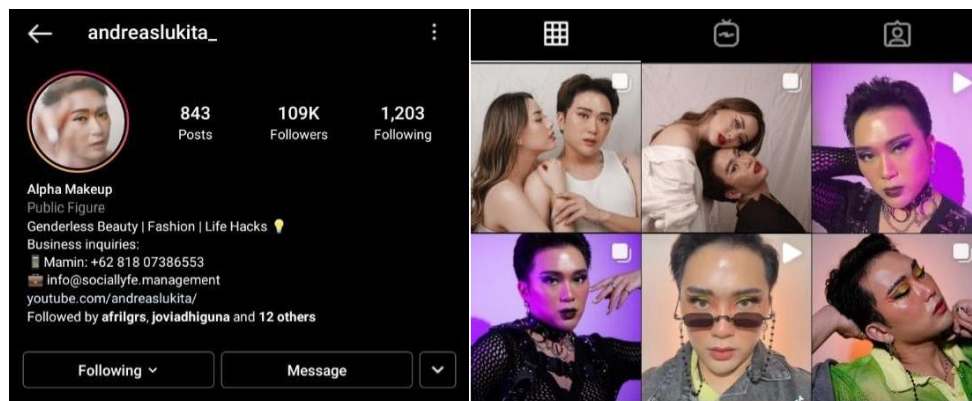 andreaslukita_
843
Posts
109K
Followers
1,203
Following
Alpha Makeup
Public Figure
Genderless Beauty | Fashion | Life Hacks 💡
Business inquiries:
📱 Mamin: +62 818 07386553
💼 info@sociallyfe.management
youtube.com/andreaslukita/
Followed by afrilgrs, joviadhiguna and 12 others
Following
Message